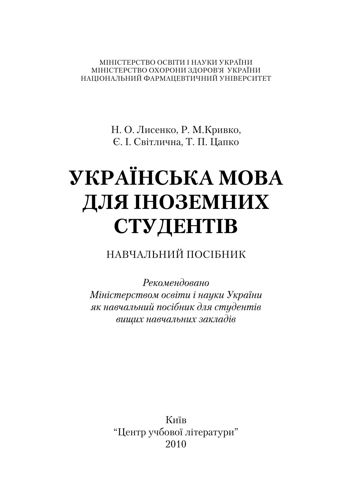 МІНІСТЕРСТВО ОСВІТИ І НАУКИ УКРАЇНИ
МІНІСТЕРСТВО ОХОРОНИ ЗДОРОВ'Я УКРАЇНИ
НАЦІОНАЛЬНИЙ ФАРМАЦЕВТИЧНИЙ УНІВЕРСИТЕТ
Н. О. Лисенко, Р. М.Кривко,
Є. І. Світлична, Т. П. Цапко
УКРАЇНСЬКА МОВА
ДЛЯ ІНОЗЕМНИХ
СТУДЕНТІВ
НАВЧАЛЬНИЙ ПОСІБНИК
Рекомендовано
Міністерством освіти і науки України
як навчальний посібник для студентів
вищих навчальних закладів
Київ
“Центр учбової літератури”
2010